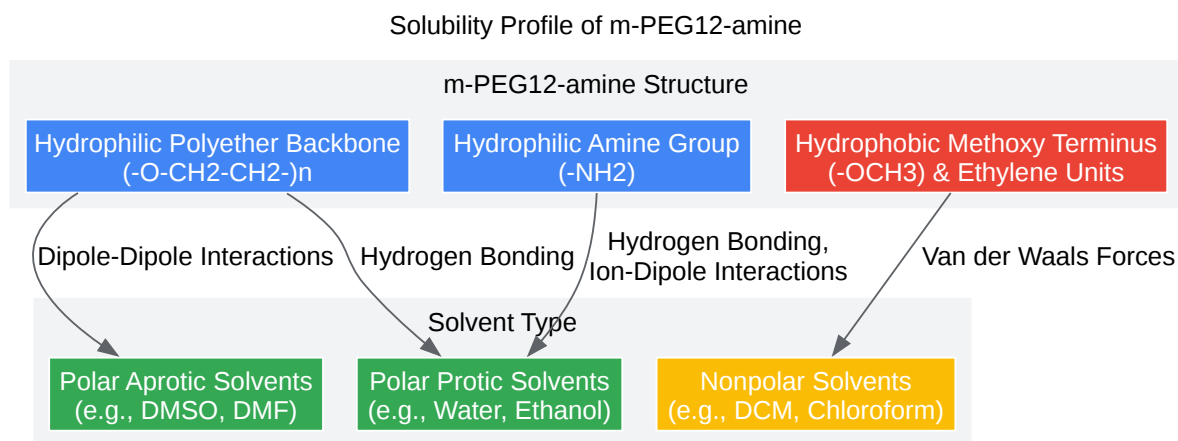 Solubility Profile of m-PEG12-amine
m-PEG12-amine Structure
Hydrophilic Polyether Backbone
(-O-CH2-CH2-)n
Hydrophilic Amine Group
(-NH2)
Hydrophobic Methoxy Terminus
(-OCH3) & Ethylene Units
Dipole-Dipole Interactions
Hydrogen Bonding
Hydrogen Bonding,
Ion-Dipole Interactions
Van der Waals Forces
Solvent Type
Polar Aprotic Solvents
(e.g., DMSO, DMF)
Polar Protic Solvents
(e.g., Water, Ethanol)
Nonpolar Solvents
(e.g., DCM, Chloroform)